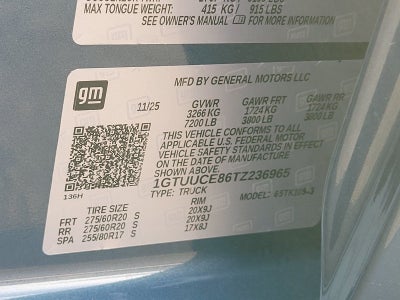 MAX TONGUE WEIGHT: 415 KG / 915 LBS
SEE OWNER'S MANUAL FOR MORE INFORMATION
gm
MFD BY GENERAL MOTORS LLC
11/25 GVWR GAWR FRT GAWR RR
3266 KG 1724 KG 1724 KG
7200 LB 3800 LB 3800 LB
THIS VEHICLE CONFORMS TO ALL
APPLICABLE U.S. FEDERAL MOTOR
VEHICLE SAFETY STANDARDS IN EFFECT
ON THE DATE OF MANUFACTURE
1GTUUCE86TZ236965
TYPE: TRUCK MODEL:
136H
TIRE SIZE RIM
FRT 275/60R20 S 20X9J
RR 275/60R20 S 20X9J
SPA 255/80R17 S 17X8J